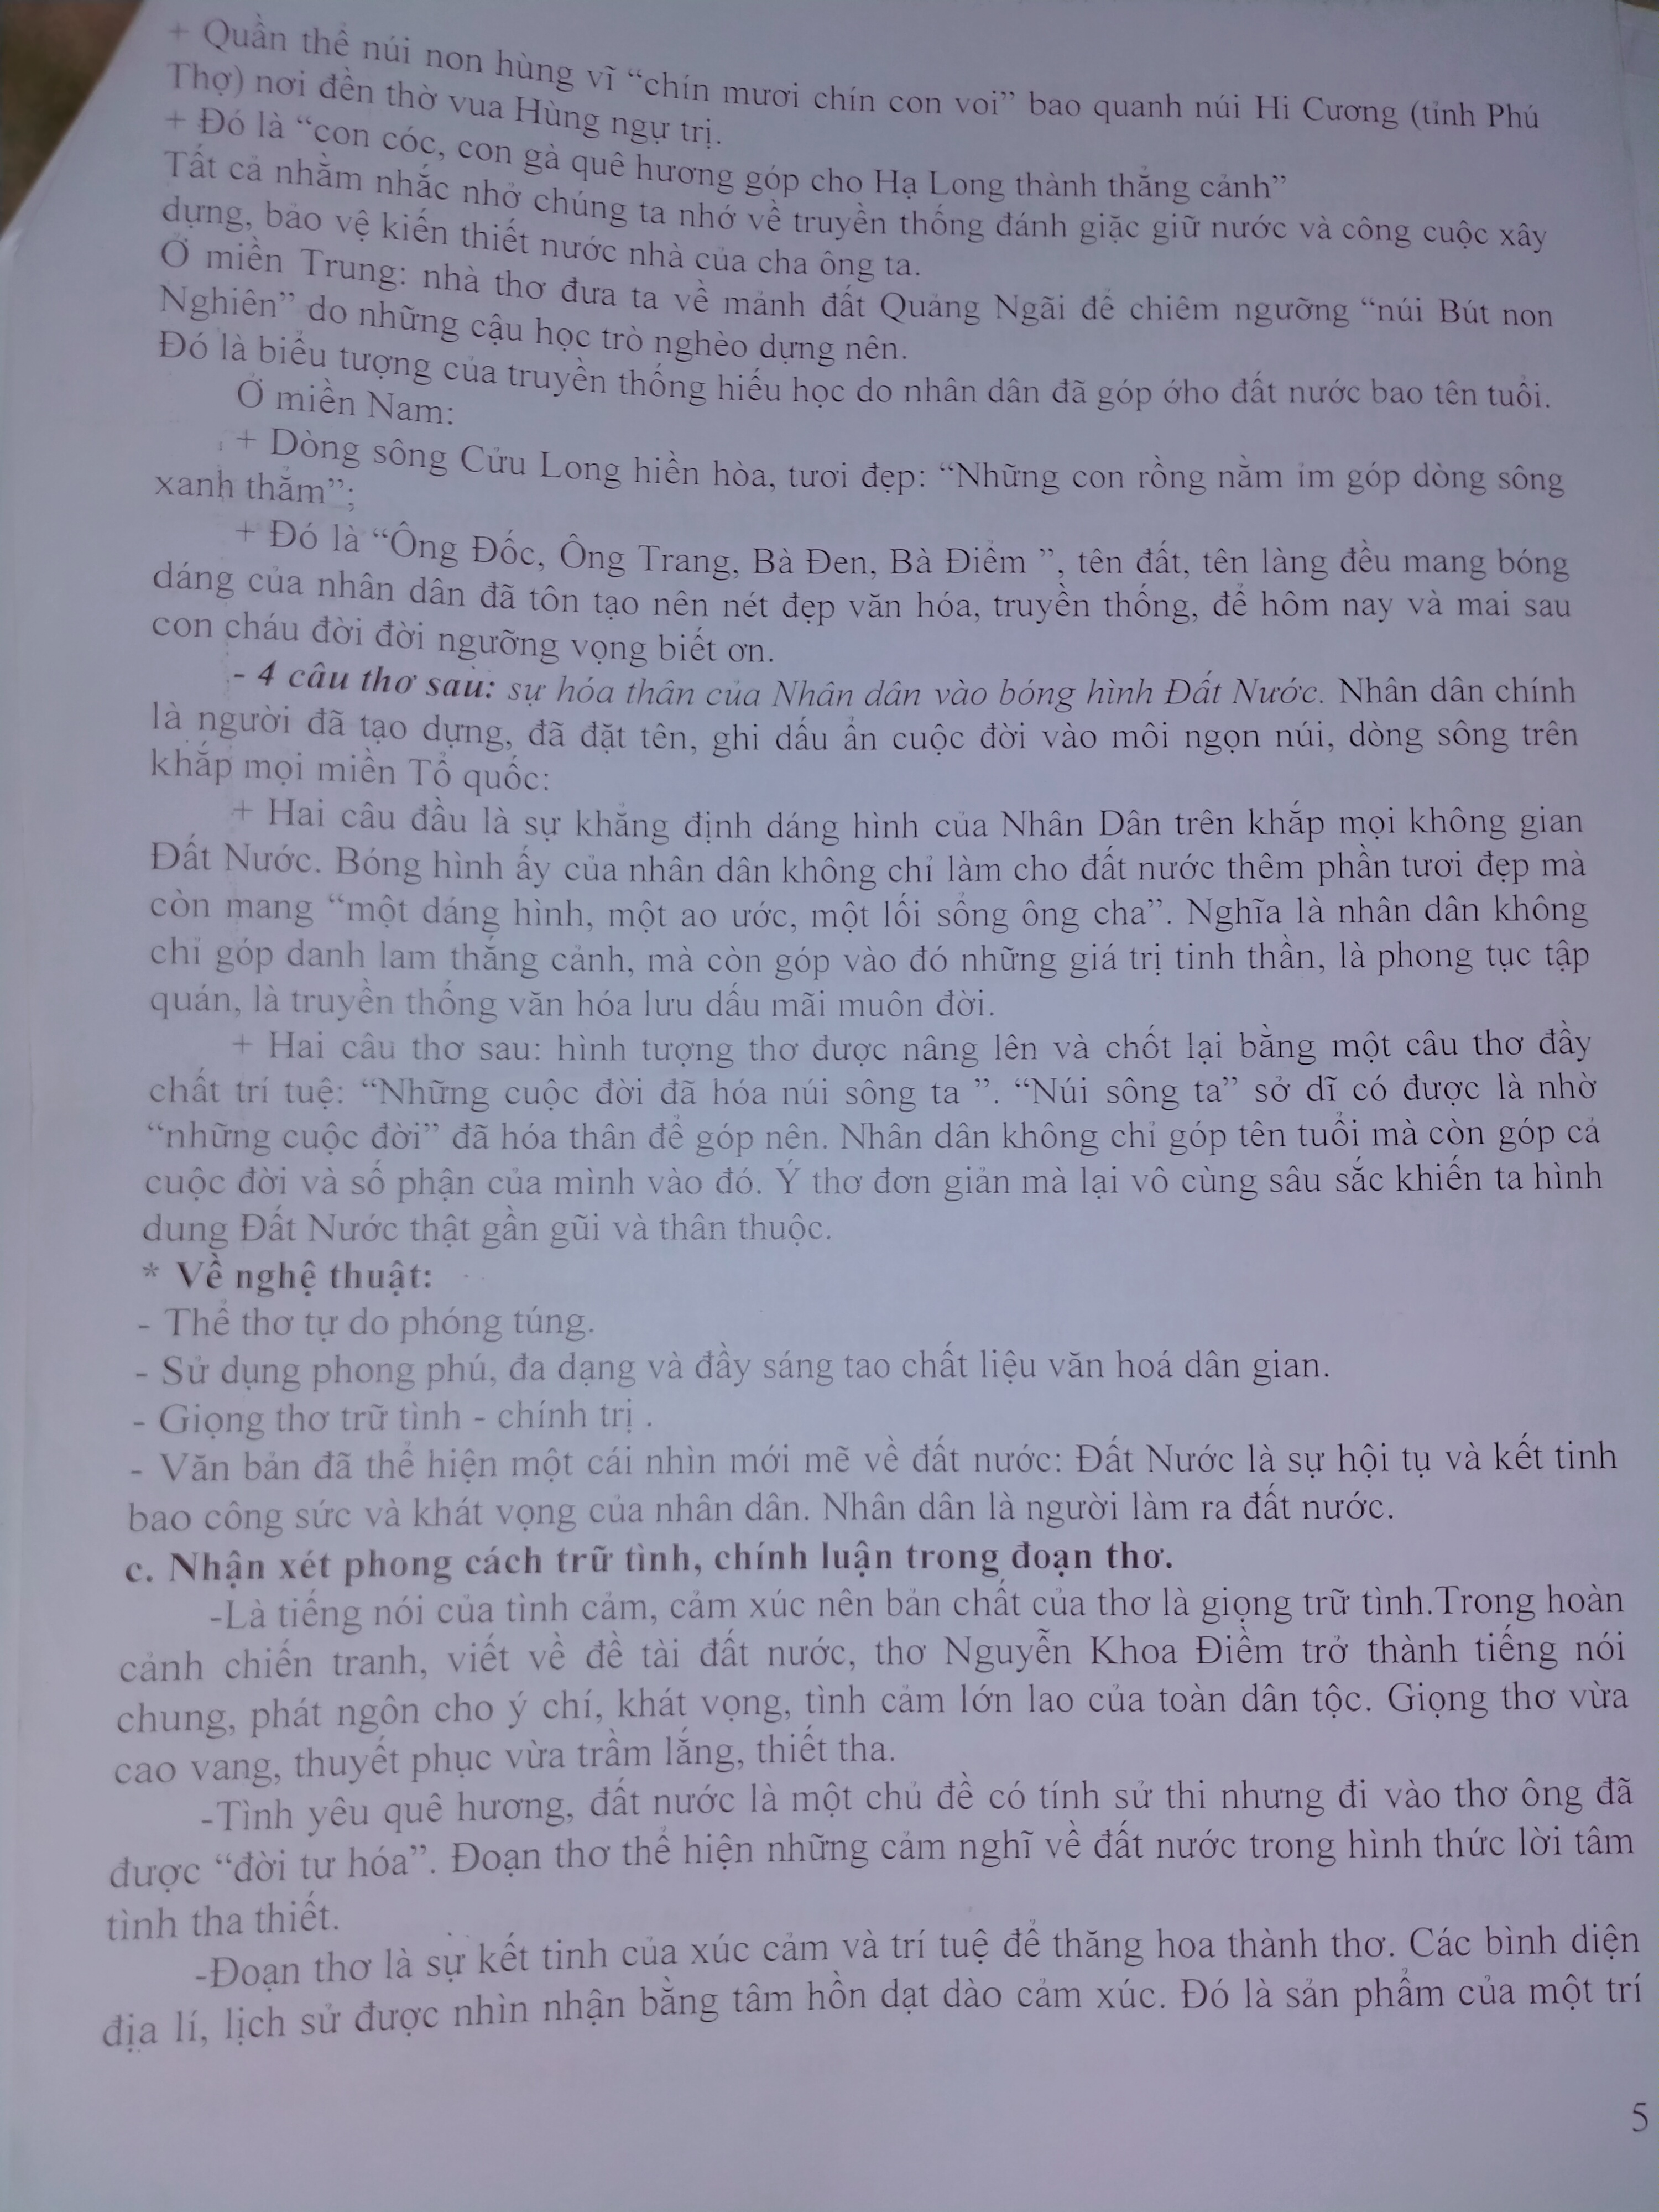 + Quần thể núi non hùng vĩ “chín mươi chín con voi” bao quanh núi Hi Cương (tỉnh Phú
Thọ) nơi đền thờ vua Hùng ngự trị.
+ Đó là “con cóc, con gà quê hương góp cho Hạ Long thành thắng cảnh”
Tất cả nhằm nhắc nhở chúng ta nhớ về truyền thống đánh giặc giữ nước và công cuộc xây
dựng, bảo vệ kiến thiết nước nhà của cha ông ta.
Ở miền Trung: nhà thơ đưa ta về mảnh đất Quảng Ngãi để chiêm ngưỡng “núi Bút non
Nghiên” do những cậu học trò nghèo dựng nên.
Đó là biểu tượng của truyền thống hiếu học do nhân dân đã góp ớho đất nước bao tên tuổi.
Ở miền Nam:
+ Dòng sông Cửu Long hiền hòa, tươi đẹp: “Những con rồng nằm im góp dòng sông
xanh thẳm”;
+ Đó là “Ông Đốc, Ông Trang, Bà Đen, Bà Điểm ”, tên đất, tên làng đều mang bóng
dáng của nhân dân đã tôn tạo nên nét đẹp văn hóa, truyền thống, để hôm nay và mai sau
con cháu đời đời ngưỡng vọng biết ơn.
- 4 câu thơ sau: sự hóa thân của Nhân dân vào bóng hình Đất Nước. Nhân dân chính
là người đã tạo dựng, đã đặt tên, ghi dấu ấn cuộc đời vào môi ngọn núi, dòng sông trên
khắp mọi miền Tổ quốc:
+ Hai câu đầu là sự khẳng định dáng hình của Nhân Dân trên khắp mọi không gian
Đất Nước. Bóng hình ấy của nhân dân không chỉ làm cho đất nước thêm phần tươi đẹp mà
còn mang “một dáng hình, một ao ước, một lối sống ông cha”. Nghĩa là nhân dân không
chỉ góp danh lam thắng cảnh, mà còn góp vào đó những giá trị tinh thần, là phong tục tập
quán, là truyền thống văn hóa lưu dấu mãi muôn đời.
+ Hai câu thơ sau: hình tượng thơ được nâng lên và chốt lại bằng một câu thơ đầy
chất trí tuệ: “Những cuộc đời đã hóa núi sông ta ”. “Núi sông ta” sở dĩ có được là nhờ
“những cuộc đời” đã hóa thân để góp nên. Nhân dân không chỉ góp tên tuổi mà còn góp cả
cuộc đời và số phận của mình vào đó. Ý thơ đơn giản mà lại vô cùng sâu sắc khiến ta hình
dung Đất Nước thật gần gũi và thân thuộc.
* Về nghệ thuật:
- Thể thơ tự do phóng túng.
- Sử dụng phong phú, đa dạng và đầy sáng tao chất liệu văn hoá dân gian.
- Giọng thơ trữ tình - chính trị .
- Văn bản đã thể hiện một cái nhìn mới mẽ về đất nước: Đất Nước là sự hội tụ và kết tinh
bao công sức và khát vọng của nhân dân. Nhân dân là người làm ra đất nước.
c. Nhận xét phong cách trữ tình, chính luận trong đoạn thơ.
-Là tiếng nói của tình cảm, cảm xúc nên bản chất của thơ là giọng trữ tình.Trong hoàn
cảnh chiến tranh, viết về đề tài đất nước, thơ Nguyễn Khoa Điềm trở thành tiếng nói
chung, phát ngôn cho ý chí, khát vọng, tình cảm lớn lao của toàn dân tộc. Giọng thơ vừa
cao vang, thuyết phục vừa trầm lắng, thiết tha.
-Tình yêu quê hương, đất nước là một chủ đề có tính sử thi nhưng đi vào thơ ông đã
được “đời tư hóa”. Đoạn thơ thể hiện những cảm nghĩ về đất nước trong hình thức lời tâm
tình tha thiết.
-Đoạn thơ là sự kết tinh của xúc cảm và trí tuệ để thăng hoa thành thơ. Các bình diện
địa lí, lịch sử được nhìn nhận bằng tâm hồn dạt dào cảm xúc. Đó là sản phẩm của một trí
5